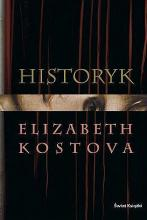 HISTORYK
ELIZABETH
KOSTOVA
Świat Książki